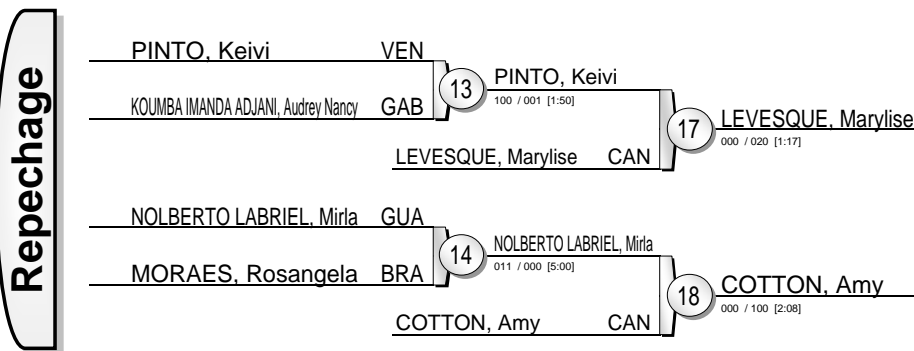 Repechage
PINTO, Keivi VEN
KOUMBA IMANDA ADJANI, Audrey Nancy GAB
13
PINTO, Keivi
100 / 001 [1:50]
LEVESQUE, Marylise CAN
17
LEVESQUE, Marylise
000 / 020 [1:17]
NOLBERTO LABRIEL, Mirla GUA
MORAES, Rosangela BRA
14
NOLBERTO LABRIEL, Mirla
011 / 000 [5:00]
COTTON, Amy CAN
18
COTTON, Amy
000 / 100 [2:08]